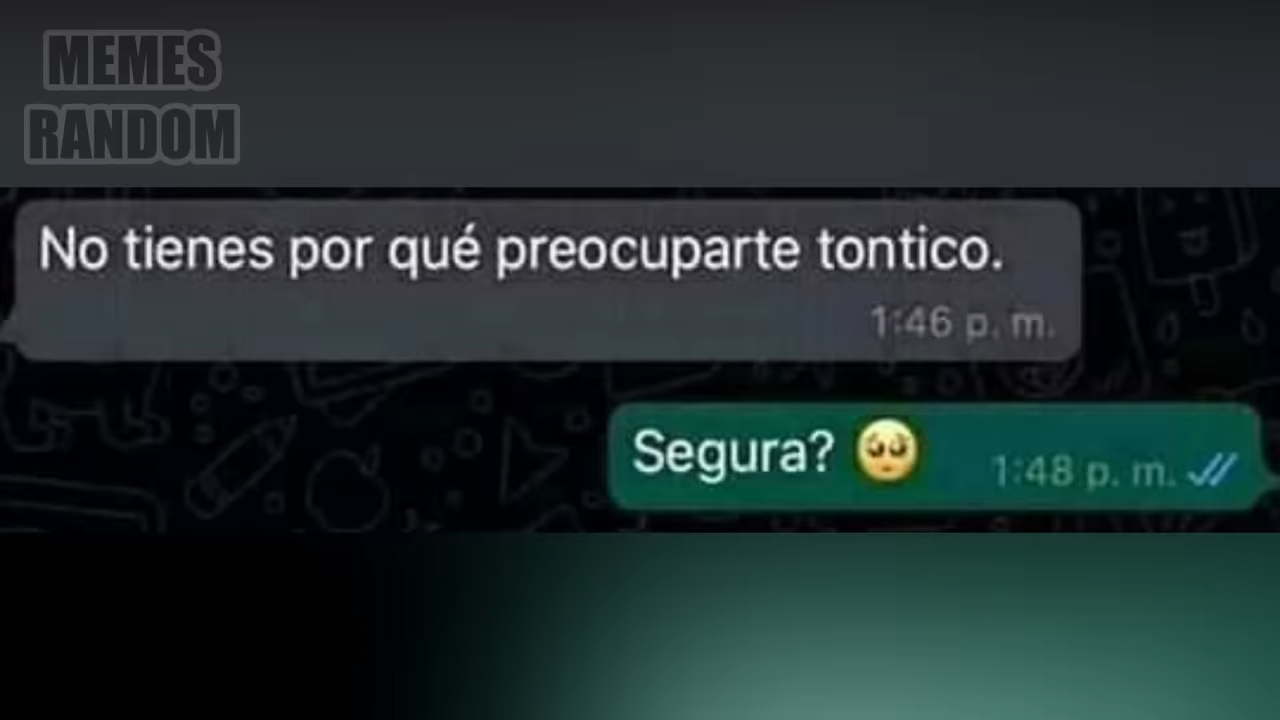 MEMES
RANDOM
No tienes por qué preocuparte tontico.
1:46 p. m.
Segura? 🥺 1:48 p. m.